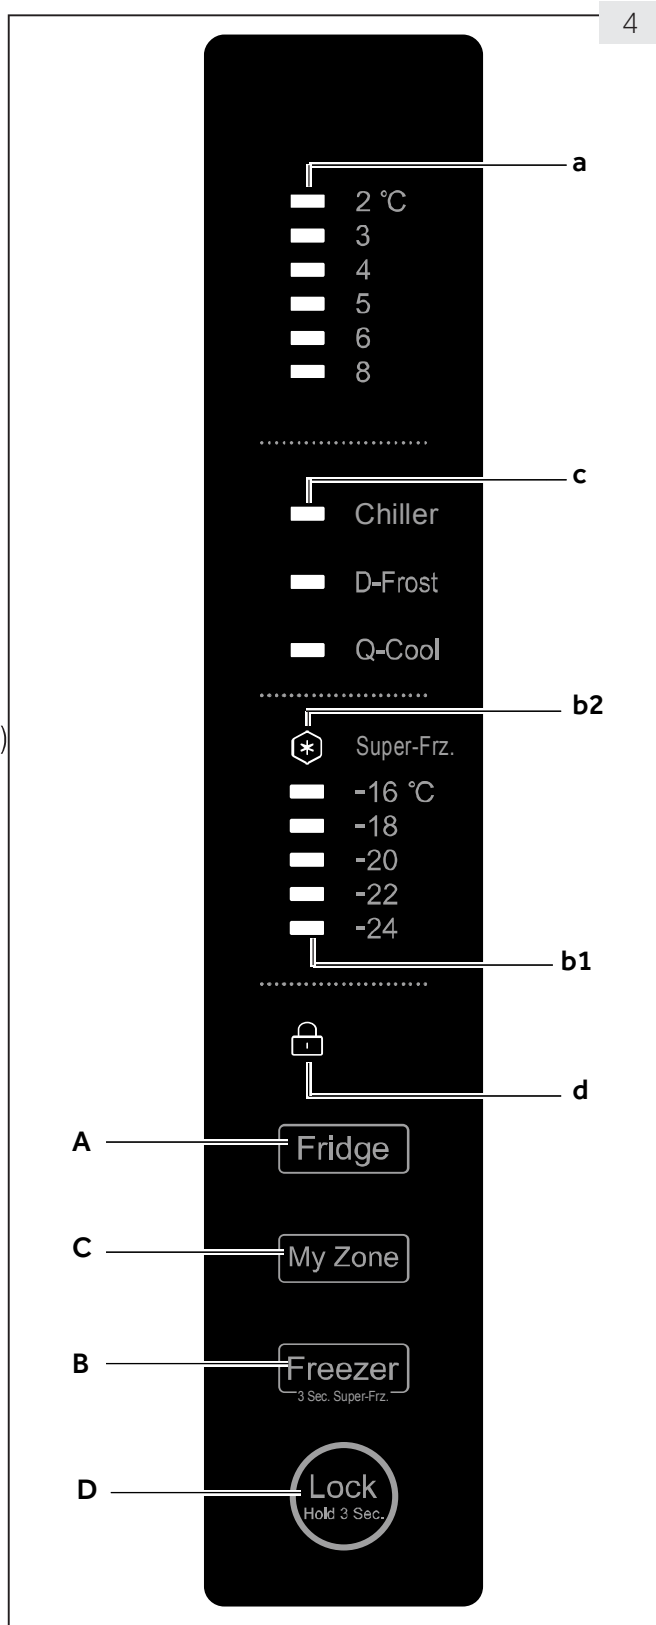 4
a
2 °C
3
4
5
6
8
c
Chiller
D-Frost
Q-Cool
b2
)
Super-Frz.
-16 °C
-18
-20
-22
-24
b1
d
A
Fridge
C
My Zone
B
Freezer
3 Sec. Super-Frz.
D
Lock
Hold 3 Sec.